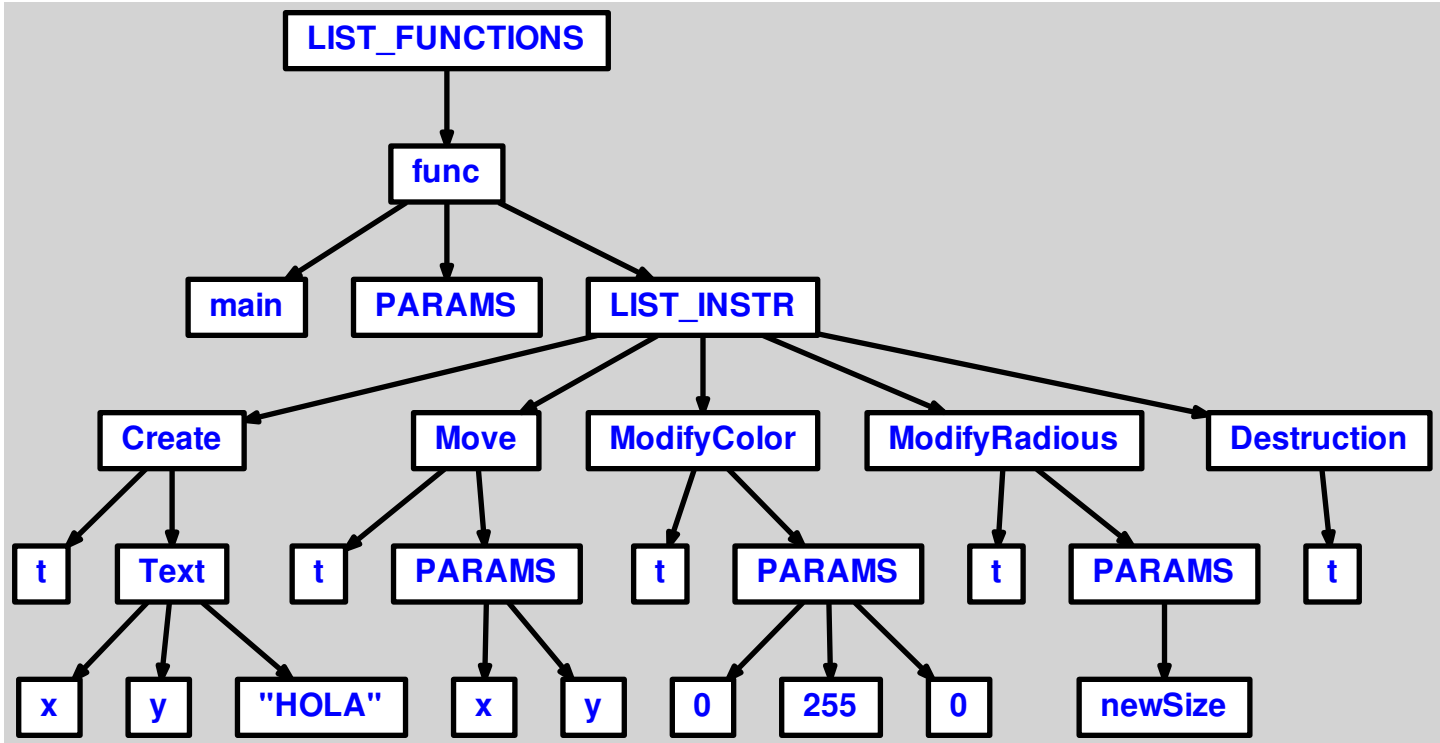 LIST_FUNCTIONS
func
main PARAMS LIST_INSTR
Create Move ModifyColor ModifyRadious Destruction
t Text t PARAMS t PARAMS t PARAMS t
x y "HOLA" x y 0 255 0 newSize